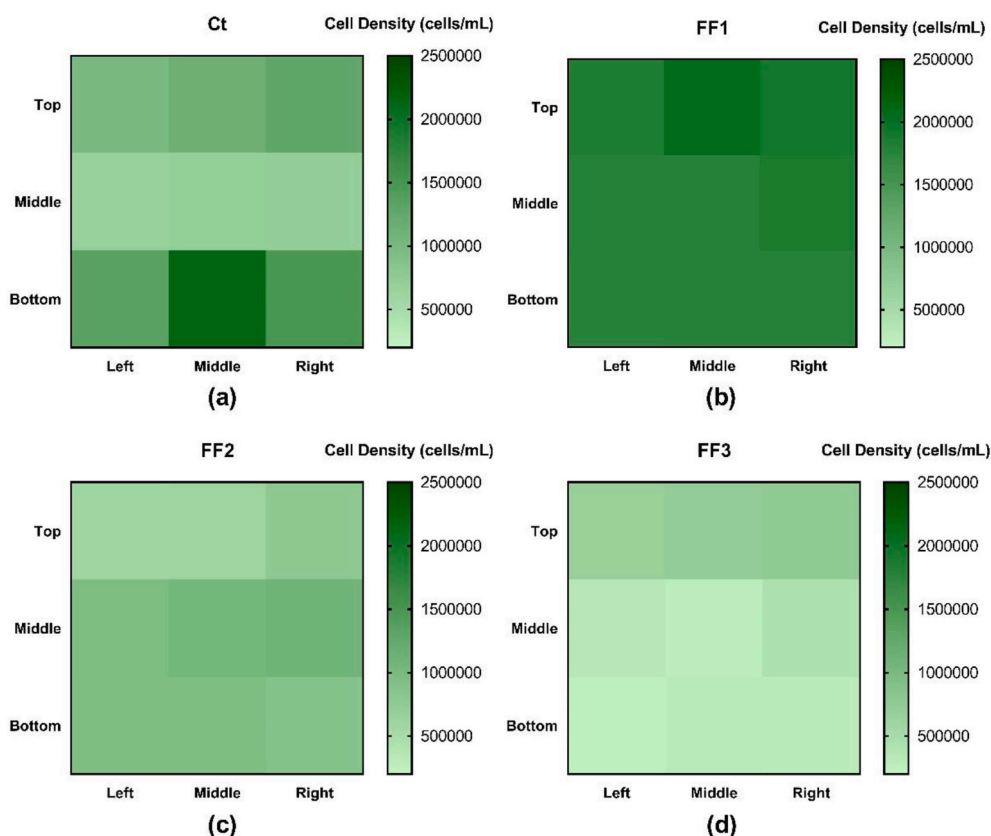 Ct Cell Density (cells/mL)
2500000
Top
2000000
Middle
1500000
1000000
Bottom
500000
Left Middle Right
(a)
FF1 Cell Density (cells/mL)
2500000
Top
2000000
Middle
1500000
1000000
Bottom
500000
Left Middle Right
(b)
FF2 Cell Density (cells/mL)
2500000
Top
2000000
Middle
1500000
1000000
Bottom
500000
Left Middle Right
(c)
FF3 Cell Density (cells/mL)
2500000
Top
2000000
Middle
1500000
1000000
Bottom
500000
Left Middle Right
(d)